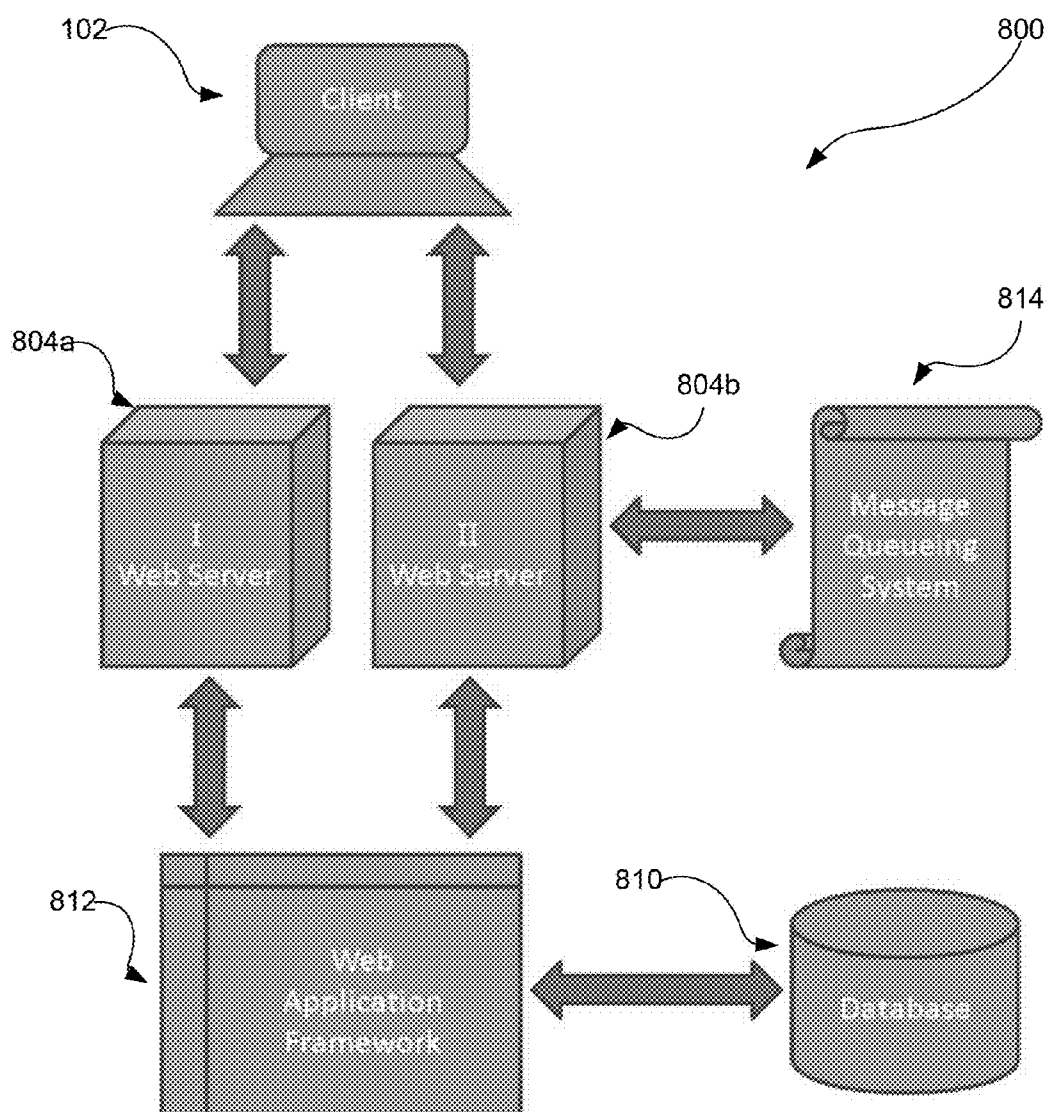 102
800
Client
814
804a
804b
I
Web Server
II
Web Server
Message
Queueing
System
812
810
Web
Application
Framework
Database